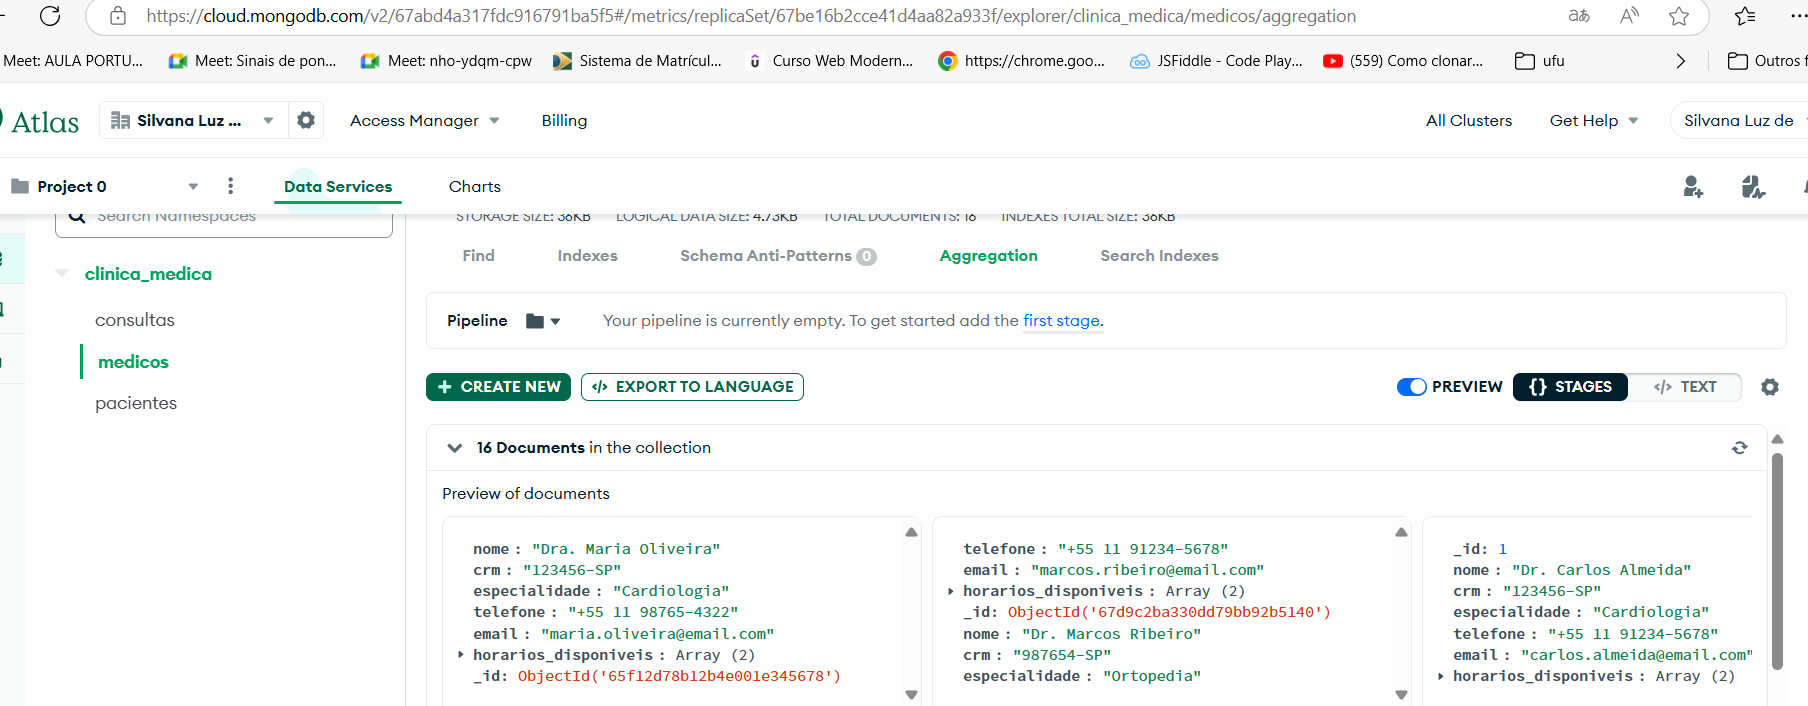 https://cloud.mongodb.com/v2/67abd4a317fdc916791ba5f5#/metrics/replicaSet/67be16b2cce41d4aa82a933f/explorer/clinica_medica/medicos/aggregation
Meet: AULA PORTU... Meet: Sinais de pon... Meet: nho-ydqm-cpw Sistema de Matrícul... Curso Web Modern... https://chrome.goo... JSFiddle - Code Play... (559) Como clonar... ufu Outros f
Atlas Silvana Luz ... Access Manager Billing All Clusters Get Help Silvana Luz de
Project 0 Data Services Charts
Search Namespaces STORAGE SIZE: 36KB LOGICAL DATA SIZE: 4.73KB TOTAL DOCUMENTS: 16 INDEXES TOTAL SIZE: 36KB
Find Indexes Schema Anti-Patterns 0 Aggregation Search Indexes
clinica_medica
consultas
medicos
pacientes
Pipeline Your pipeline is currently empty. To get started add the first stage.
+ CREATE NEW </> EXPORT TO LANGUAGE PREVIEW {} STAGES </> TEXT
16 Documents in the collection
Preview of documents
nome : "Dra. Maria Oliveira"
crm : "123456-SP"
especialidade : "Cardiologia"
telefone : "+55 11 98765-4322"
email : "maria.oliveira@email.com"
horarios_disponiveis : Array (2)
_id: ObjectId('65f12d78b12b4e001e345678')
telefone : "+55 11 91234-5678"
email : "marcos.ribeiro@email.com"
horarios_disponiveis : Array (2)
_id: ObjectId('67d9c2ba330dd79bb92b5140')
nome : "Dr. Marcos Ribeiro"
crm : "987654-SP"
especialidade : "Ortopedia"
_id: 1
nome : "Dr. Carlos Almeida"
crm : "123456-SP"
especialidade : "Cardiologia"
telefone : "+55 11 91234-5678"
email : "carlos.almeida@email.com"
horarios_disponiveis : Array (2)